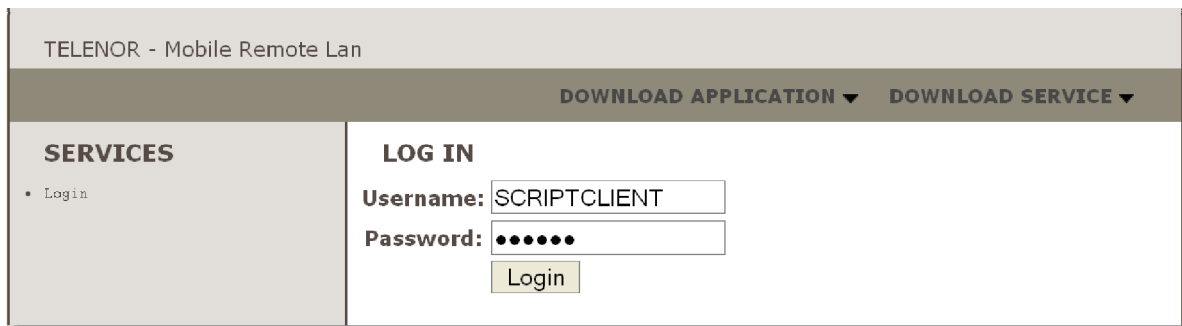 TELENOR - Mobile Remote Lan
DOWNLOAD APPLICATION DOWNLOAD SERVICE
SERVICES
• Login
LOG IN
Username: SCRIPTCLIENT
Password: ●●●●●●
Login